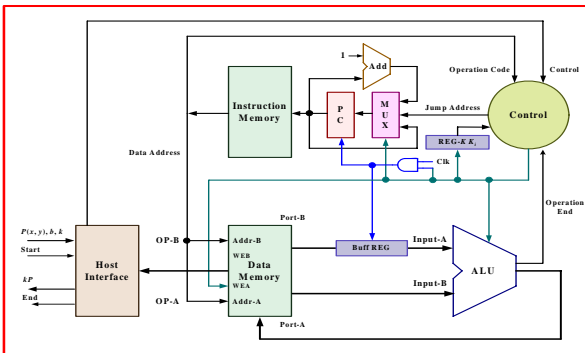 1
Add
Operation Code
Control
Instruction
Memory
P
C
M
U
X
Jump Address
Control
REG-K K_i
Clk
Data Address
Operation
End
P(x, y), b, k
Start
kP
End
Host
Interface
OP-B
OP-A
Port-B
Addr-B
WEB
Data
Memory
WEA
Addr-A
Port-A
Buff REG
Input-A
Input-B
ALU